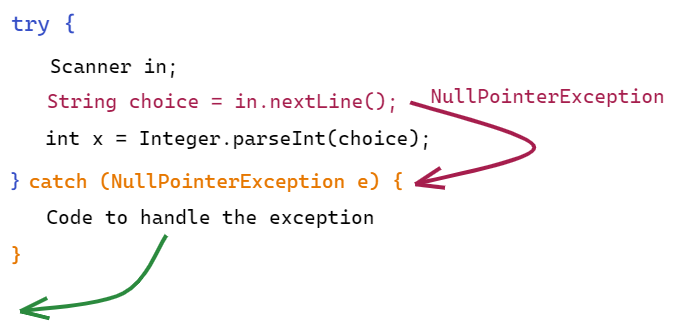 try {
Scanner in;
String choice = in.nextLine(); NullPointerException
int x = Integer.parseInt(choice);
} catch (NullPointerException e) {
Code to handle the exception
}